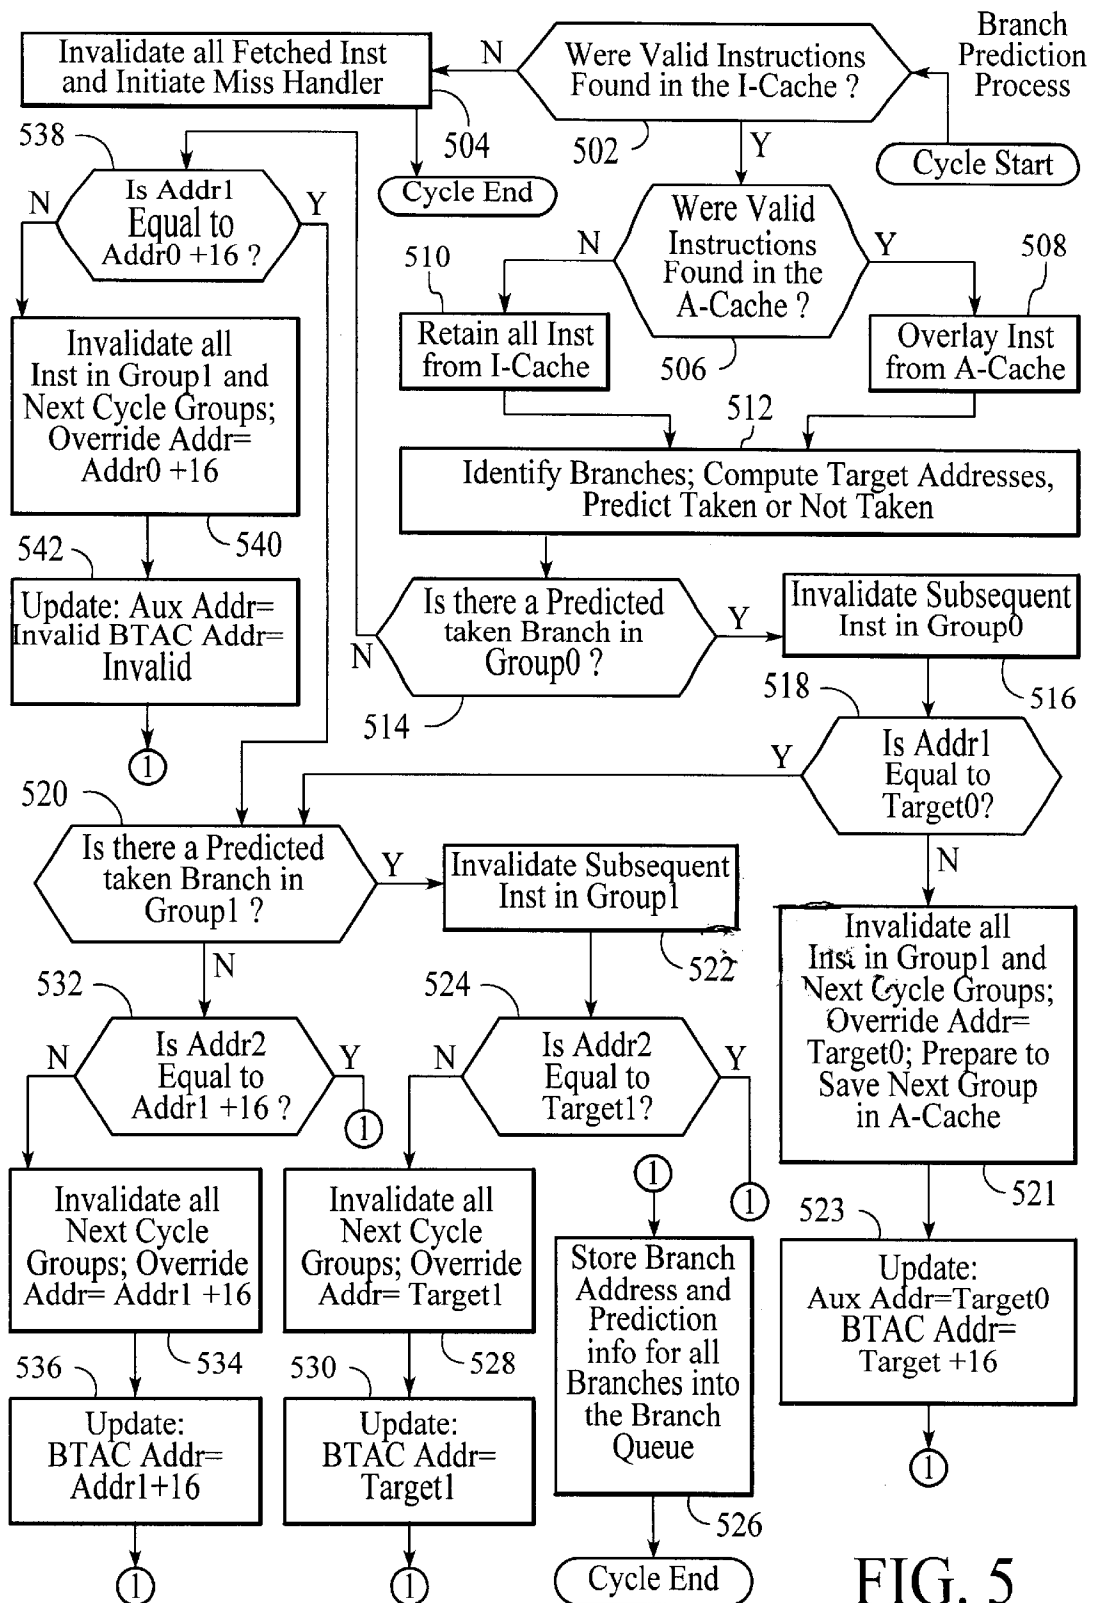 Branch
Prediction
Process
Cycle Start
Were Valid Instructions
Found in the I-Cache ?
502
N
Y
Invalidate all Fetched Inst
and Initiate Miss Handler
504
Cycle End
Were Valid
Instructions
Found in the
A-Cache ?
506
N
Y
510
Retain all Inst
from I-Cache
508
Overlay Inst
from A-Cache
512
Identify Branches; Compute Target Addresses,
Predict Taken or Not Taken
Is there a Predicted
taken Branch in
Group0 ?
514
N
Y
Invalidate Subsequent
Inst in Group0
516
518
Is Addr1
Equal to
Target0?
Y
N
538
Is Addr1
Equal to
Addr0 +16 ?
N
Y
Invalidate all
Inst in Group1 and
Next Cycle Groups;
Override Addr=
Addr0 +16
540
542
Update: Aux Addr=
Invalid BTAC Addr=
Invalid
1
520
Is there a Predicted
taken Branch in
Group1 ?
Y
N
Invalidate Subsequent
Inst in Group1
522
Invalidate all
Inst in Group1 and
Next Cycle Groups;
Override Addr=
Target0; Prepare to
Save Next Group
in A-Cache
521
523
Update:
Aux Addr=Target0
BTAC Addr=
Target +16
1
532
Is Addr2
Equal to
Addr1 +16 ?
N
Y
1
524
Is Addr2
Equal to
Target1?
N
Y
1
Invalidate all
Next Cycle
Groups; Override
Addr= Addr1 +16
534
536
Update:
BTAC Addr=
Addr1+16
1
Invalidate all
Next Cycle
Groups; Override
Addr= Target1
528
530
Update:
BTAC Addr=
Target1
1
1
Store Branch
Address and
Prediction
info for all
Branches into
the Branch
Queue
526
Cycle End
FIG. 5